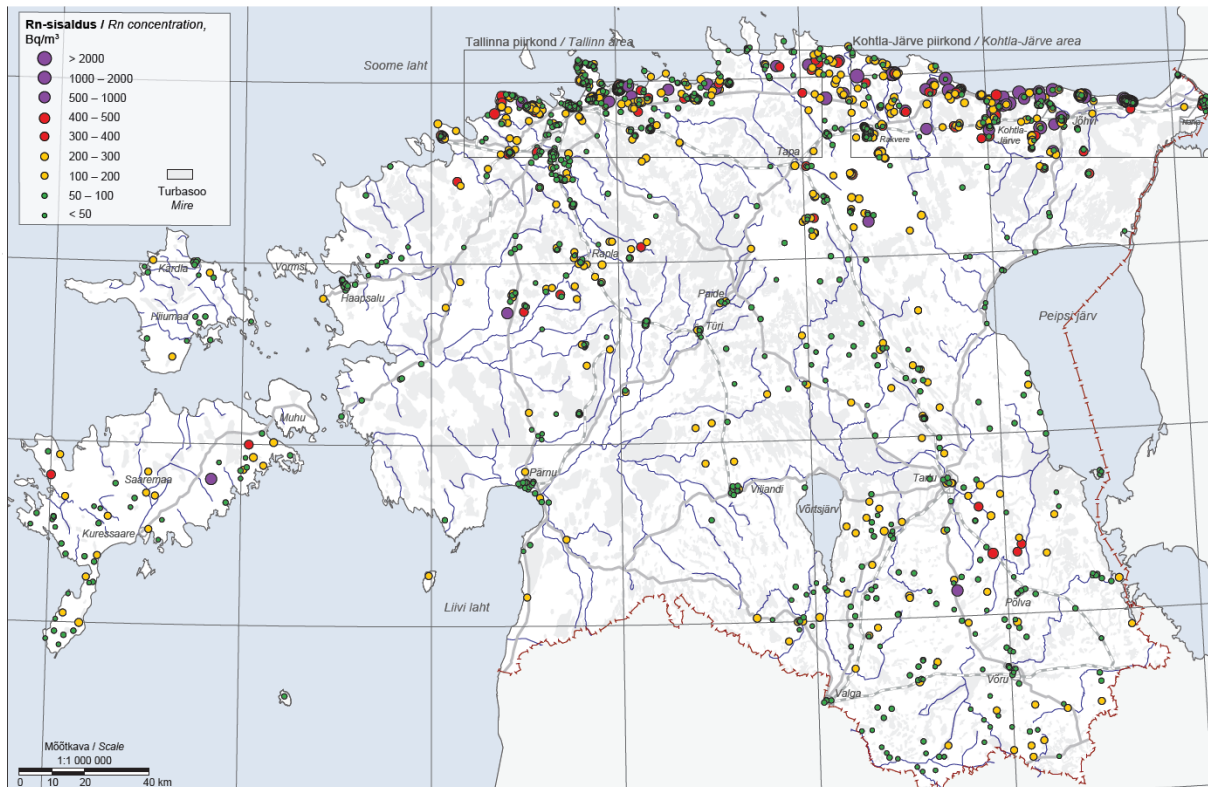 Rn-sisaldus / Rn concentration,
Bq/m³
> 2000
1000 – 2000
500 – 1000
400 – 500
300 – 400
200 – 300
100 – 200
50 – 100
< 50
Turbasoo
Mire
Tallinna piirkond / Tallinn area
Kohtla-Järve piirkond / Kohtla-Järve area
Soome laht
Jõhvi
Kohtla-
Järve
Rakvere
Tapa
Rapla
Vormsi
Kärdla
Haapsalu
Paide
Hiiumaa
Peipsi järv
Türi
Muhu
Saaremaa
Pärnu
Tartu
Viljandi
Võrtsjärv
Kuressaare
Liivi laht
Põlva
Võru
Valga
Mõõtkava / Scale
1:1 000 000
0 10 20 40 km